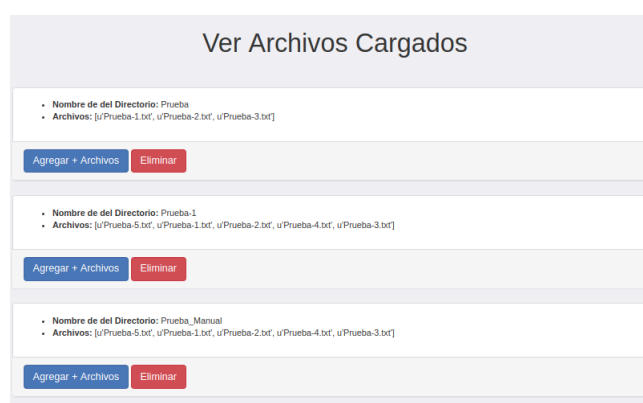 Ver Archivos Cargados
Nombre de del Directorio: Prueba
Archivos: [u'Prueba-1.txt', u'Prueba-2.txt', u'Prueba-3.txt']
Agregar + Archivos Eliminar
Nombre de del Directorio: Prueba-1
Archivos: [u'Prueba-5.txt', u'Prueba-1.txt', u'Prueba-2.txt', u'Prueba-4.txt', u'Prueba-3.txt']
Agregar + Archivos Eliminar
Nombre de del Directorio: Prueba_Manual
Archivos: [u'Prueba-5.txt', u'Prueba-1.txt', u'Prueba-2.txt', u'Prueba-4.txt', u'Prueba-3.txt']
Agregar + Archivos Eliminar